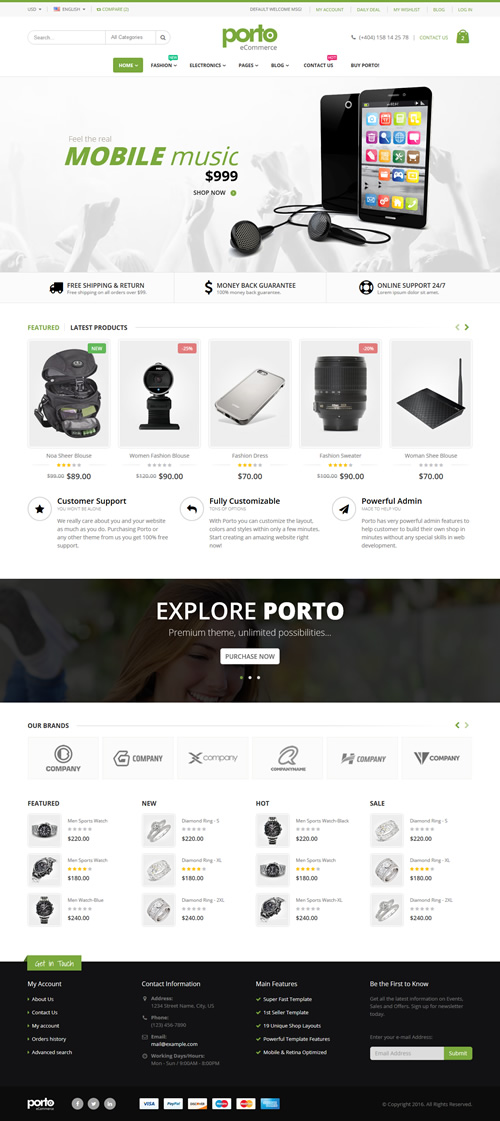 USD ENGLISH COMPARE (2) DEFAULT WELCOME MSG! MY ACCOUNT DAILY DEAL MY WISHLIST BLOG LOG IN
Search... All Categories
porto
eCommerce
(+404) 158 14 25 78 | CONTACT US 2
NEW HOT
HOME FASHION ELECTRONICS PAGES BLOG CONTACT US BUY PORTO!
Feel the real
MOBILE music
$999
SHOP NOW
FREE SHIPPING & RETURN
Free shipping on all orders over $99.
MONEY BACK GUARANTEE
100% money back guarantee.
ONLINE SUPPORT 24/7
Lorem ipsum dolor sit amet.
FEATURED LATEST PRODUCTS
NEW -25% -20%
Noa Sheer Blouse Women Fashion Blouse Fashion Dress Fashion Sweater Woman Shee Blouse
$99.00 $89.00 $120.00 $90.00 $70.00 $100.00 $90.00 $70.00
Customer Support
YOU WON'T BE ALONE
We really care about you and your website
as much as you do. Purchasing Porto or
any other theme from us you get 100% free
support.
Fully Customizable
TONS OF OPTIONS
With Porto you can customize the layout,
colors and styles within only a few minutes.
Start creating an amazing website right
now!
Powerful Admin
MADE TO HELP YOU
Porto has very powerful admin features to
help customer to build their own shop in
minutes without any special skills in web
development.
EXPLORE PORTO
Premium theme, unlimited possibilities...
PURCHASE NOW
OUR BRANDS
COMPANY COMPANY company COMPANYNAME COMPANY COMPANY
FEATURED
Men Sports Watch
$220.00
Men Sports Watch
$180.00
Men Watch-Blue
$240.00
NEW
Diamond Ring - S
$220.00
Diamond Ring - XL
$180.00
Diamond Ring - 2XL
$240.00
HOT
Men Sports Watch-Black
$220.00
Men Sports Watch
$180.00
Men Sports Watch-XL
$240.00
SALE
Diamond Ring - S
$220.00
Diamond Ring - XL
$180.00
Diamond Ring - 2XL
$240.00
Get In Touch
My Account
About Us
Contact Us
My account
Orders history
Advanced search
Contact Information
Address:
1234 Street Name, City, US
Phone:
(123) 456-7890
Email:
mail@example.com
Working Days/Hours:
Mon - Sun / 9:00AM - 8:00PM
Main Features
Super Fast Template
1st Seller Template
19 Unique Shop Layouts
Powerful Template Features
Mobile & Retina Optimized
Be the First to Know
Get all the latest information on Events,
Sales and Offers. Sign up for newsletter
today.
Enter your e-mail Address:
Email Address Submit
porto
eCommerce
VISA PayPal DISCOVER
© Copyright 2016. All Rights Reserved.